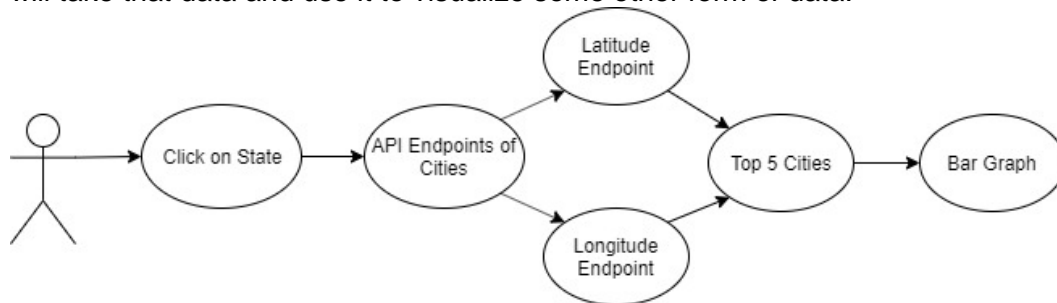 will take that data and use it to visualize some other form of data.
Latitude
Endpoint
Click on State
API Endpoints of
Cities
Top 5 Cities
Bar Graph
Longitude
Endpoint